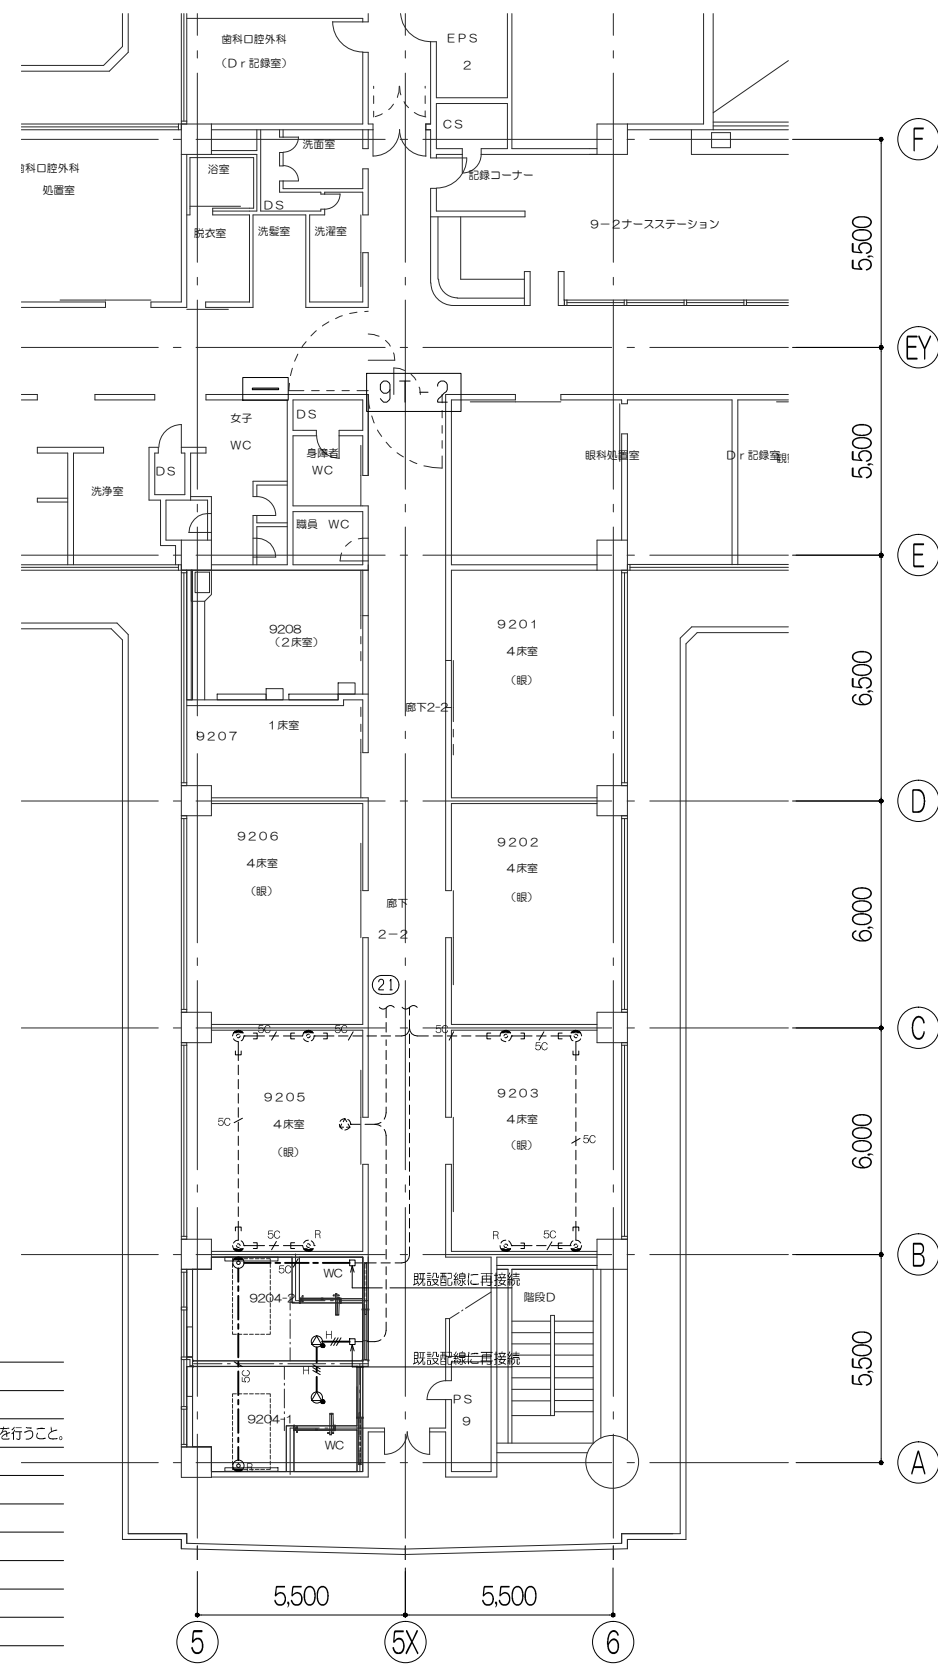 歯科口腔外科
(Dr記録室)
EPS
2
CS
F
洗面室
歯科口腔外科
処置室
浴室
記録コーナー
DS
脱衣室
洗髪室
洗濯室
9-2ナースステーション
5,500
EY
9T-2
女子
WC
DS
身障者
WC
眼科処置室
Dr記録室
5,500
DS
洗浄室
職員 WC
E
9208
(2床室)
9201
4床室
(眼)
6,500
廊下2-2
1床室
9207
D
9206
4床室
(眼)
9202
4床室
(眼)
廊下
2-2
6,000
21
C
5C
5C
5C
5C
9205
4床室
(眼)
9203
4床室
(眼)
5C
5C
6,000
5C
R
R
5C
B
5C
WC
既設配線に再接続
9204-2
階段D
H
既設配線に再接続
H
5C
5,500
PS
9
9204-1
を行うこと。
WC
R
A
5,500
5,500
5
5X
6